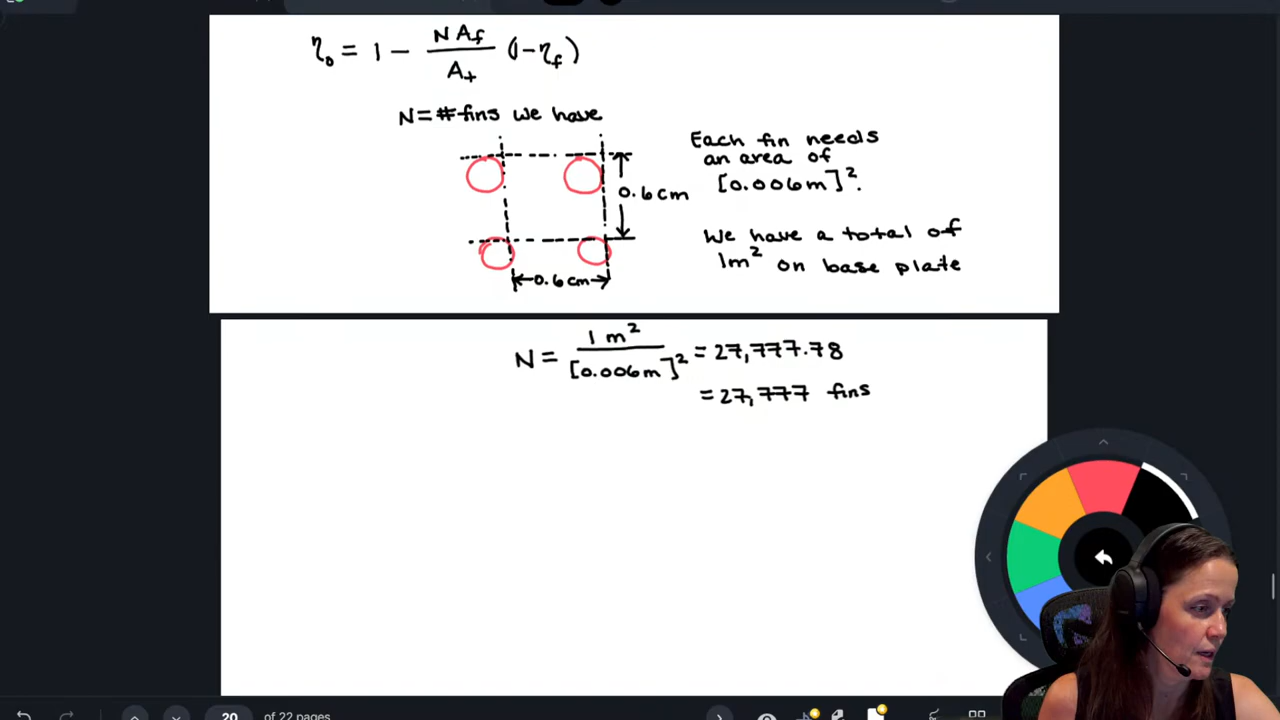 η₀ = 1 − N A_f / A_t (1−η_f)
N = # fins we have
Each fin needs
an area of
[0.006m]².
0.6cm
We have a total of
1m² on base plate
0.6cm
N = 1 m² / [0.006m]² = 27,777.78
= 27,777 fins
20 of 22 pages